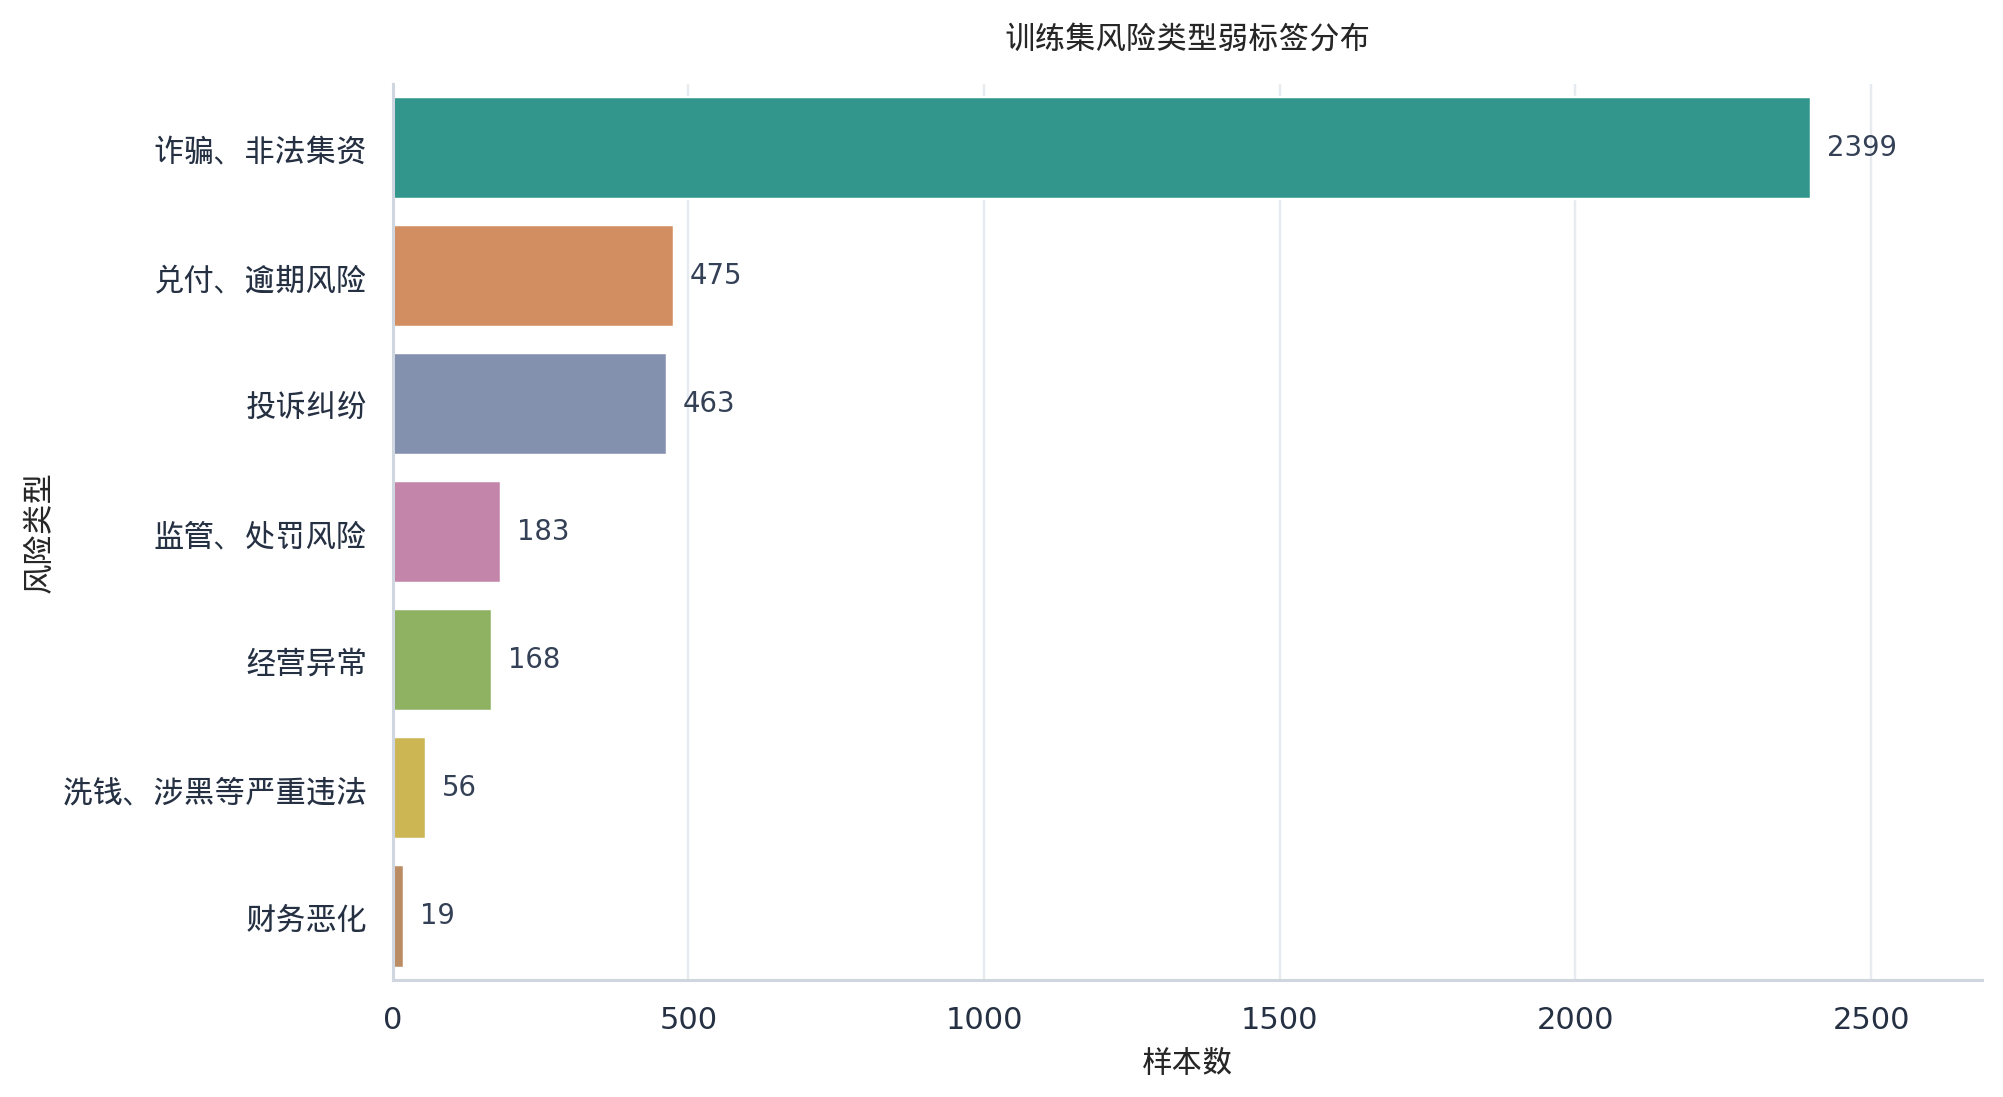 训练集风险类型弱标签分布
诈骗、非法集资
2399
兑付、逾期风险
475
投诉纠纷
463
监管、处罚风险
183
经营异常
168
洗钱、涉黑等严重违法
56
财务恶化
19
风险类型
0 500 1000 1500 2000 2500
样本数